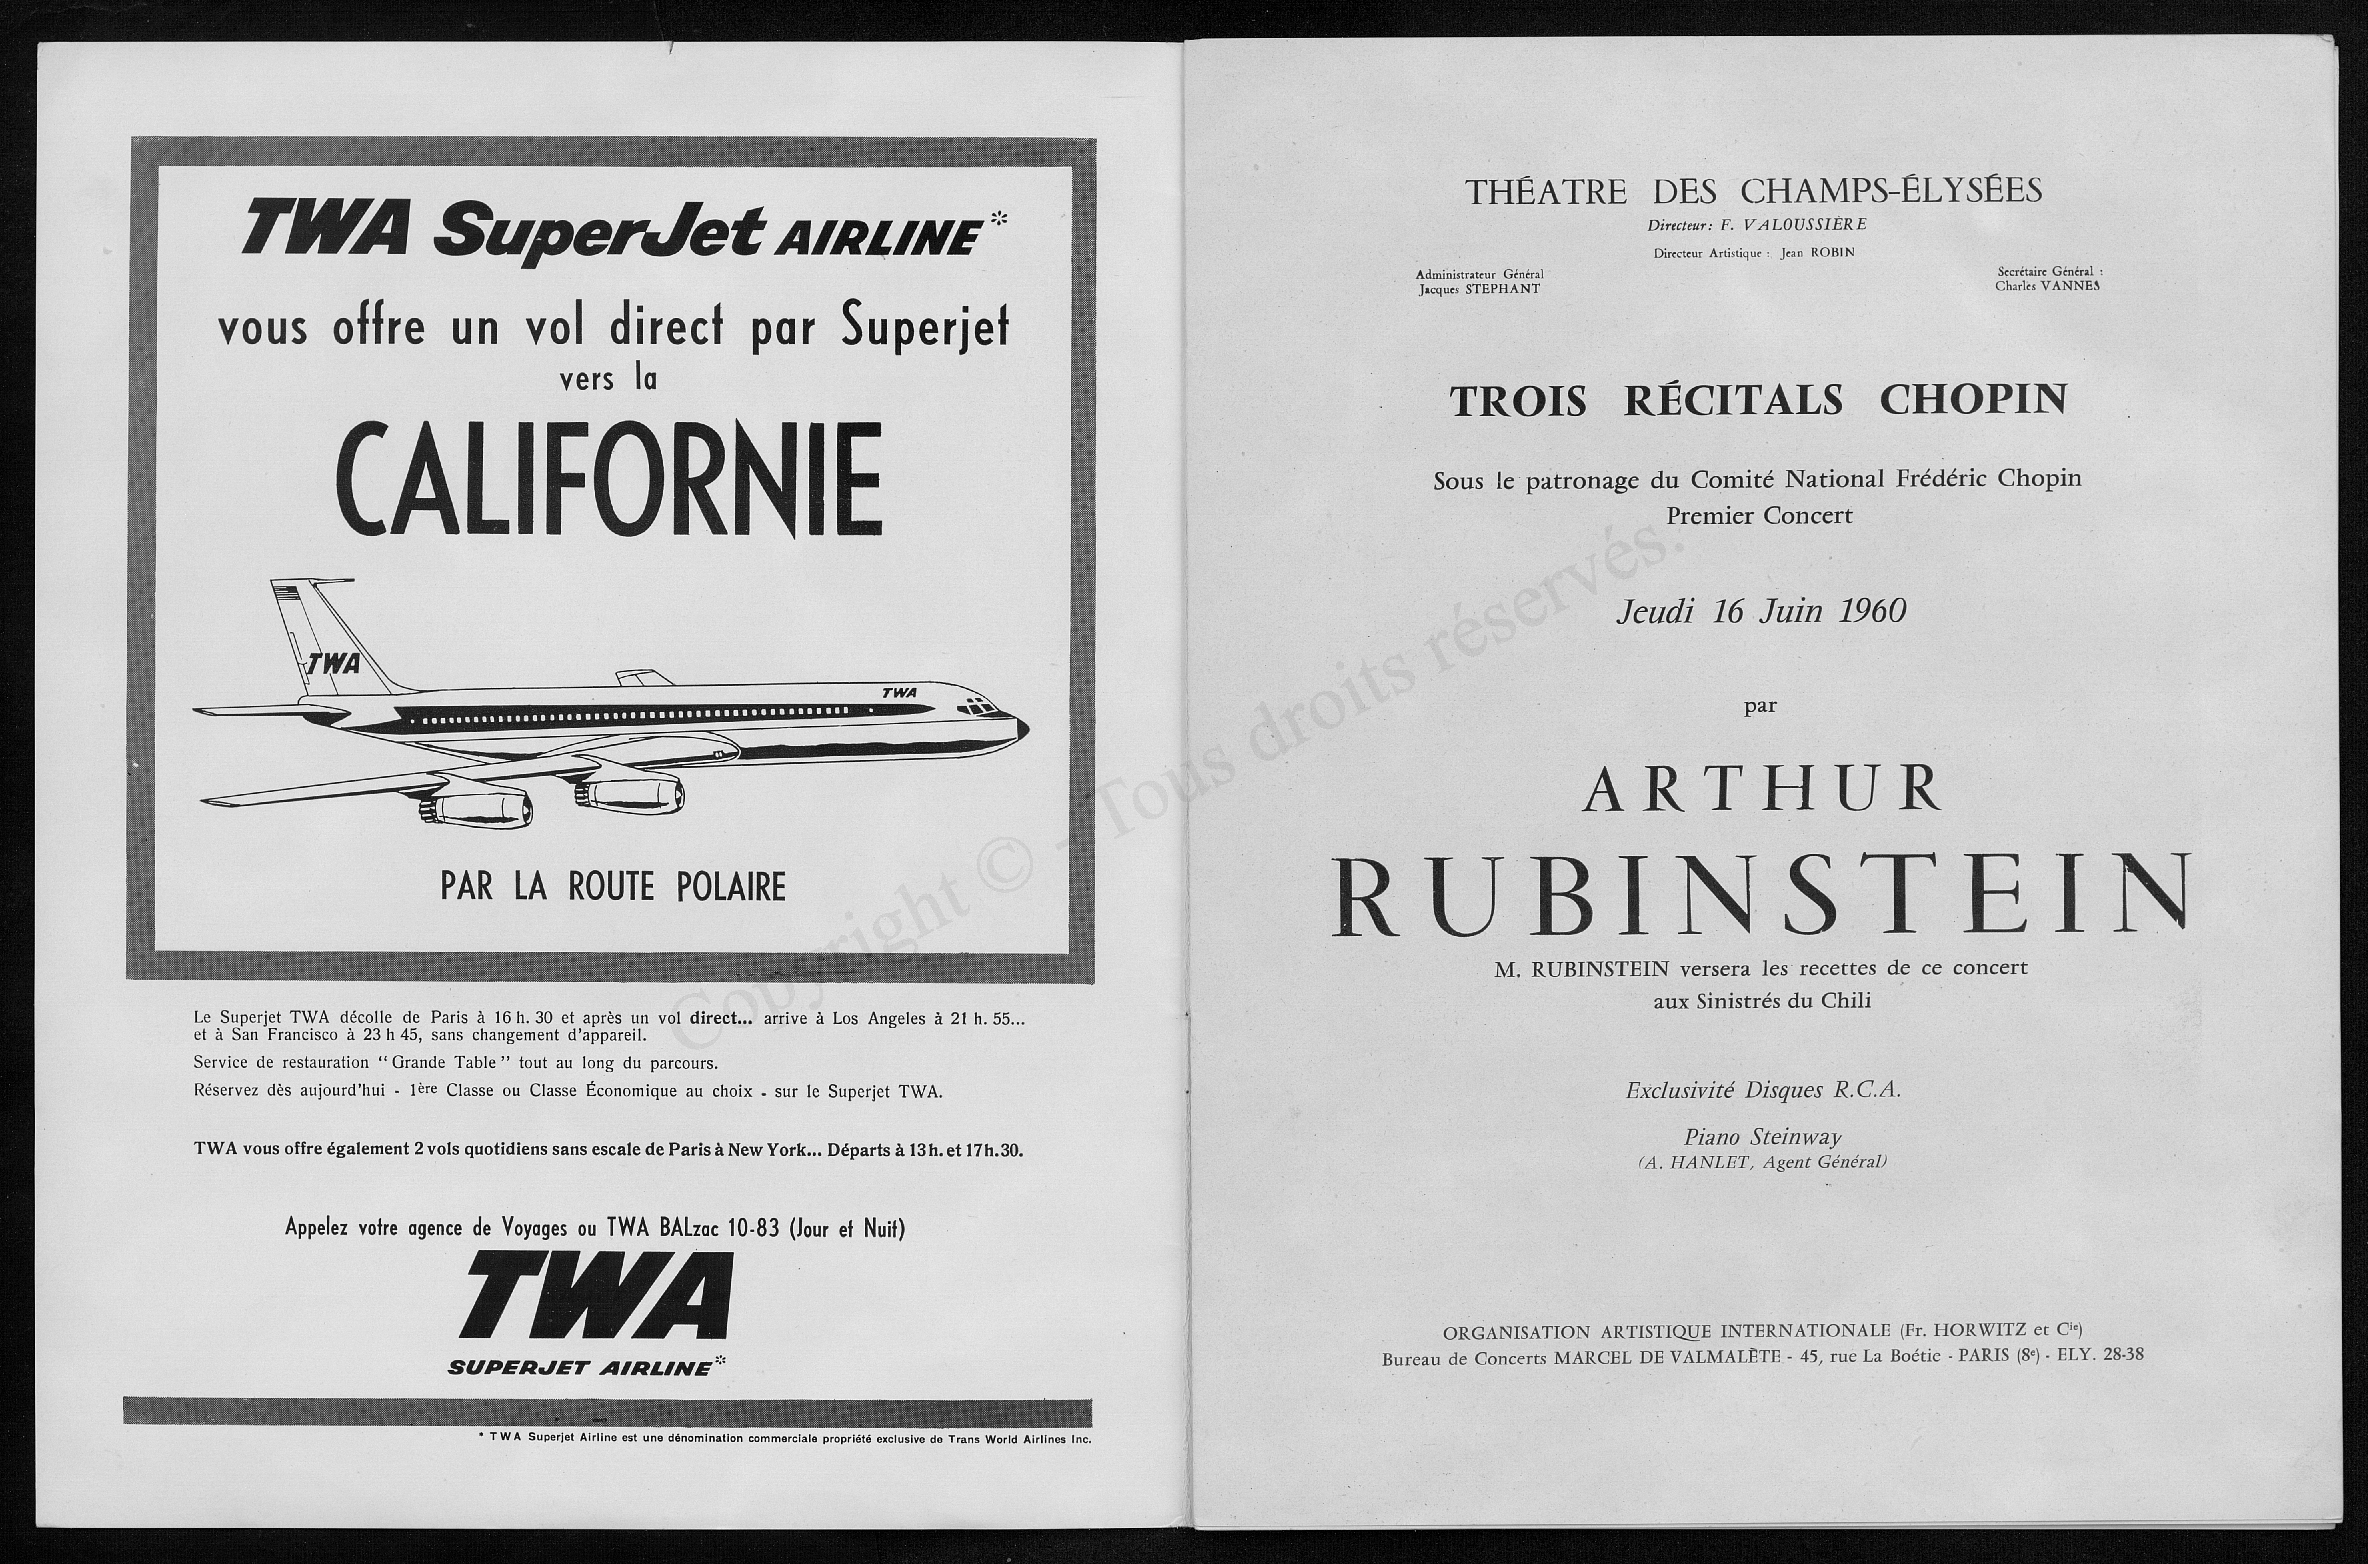 TWA SuperJet AIRLINE*
vous offre un vol direct par Superjet
vers la
CALIFORNIE
TWA
TWA
PAR LA ROUTE POLAIRE
Le Superjet TWA décolle de Paris à 16 h. 30 et après un vol direct... arrive à Los Angeles à 21 h. 55...
et à San Francisco à 23 h 45, sans changement d'appareil.
Service de restauration "Grande Table" tout au long du parcours.
Réservez dès aujourd'hui - 1ère Classe ou Classe Économique au choix - sur le Superjet TWA.
TWA vous offre également 2 vols quotidiens sans escale de Paris à New York... Départs à 13 h. et 17 h. 30.
Appelez votre agence de Voyages ou TWA BALzac 10-83 (Jour et Nuit)
TWA
SUPERJET AIRLINE*
* TWA Superjet Airline est une dénomination commerciale propriété exclusive de Trans World Airlines Inc.
THÉATRE DES CHAMPS-ÉLYSÉES
Directeur : F. VALOUSSIÈRE
Directeur Artistique : Jean ROBIN
Administrateur Général
Jacques STEPHANT
Secrétaire Général :
Charles VANNES
TROIS RÉCITALS CHOPIN
Sous le patronage du Comité National Frédéric Chopin
Premier Concert
Jeudi 16 Juin 1960
par
ARTHUR
RUBINSTEIN
M. RUBINSTEIN versera les recettes de ce concert
aux Sinistrés du Chili
Exclusivité Disques R.C.A.
Piano Steinway
(A. HANLET, Agent Général)
ORGANISATION ARTISTIQUE INTERNATIONALE (Fr. HORWITZ et Cie)
Bureau de Concerts MARCEL DE VALMALÈTE - 45, rue La Boétie - PARIS (8e) - ELY. 28-38
Copyright © - Tous droits réservés.